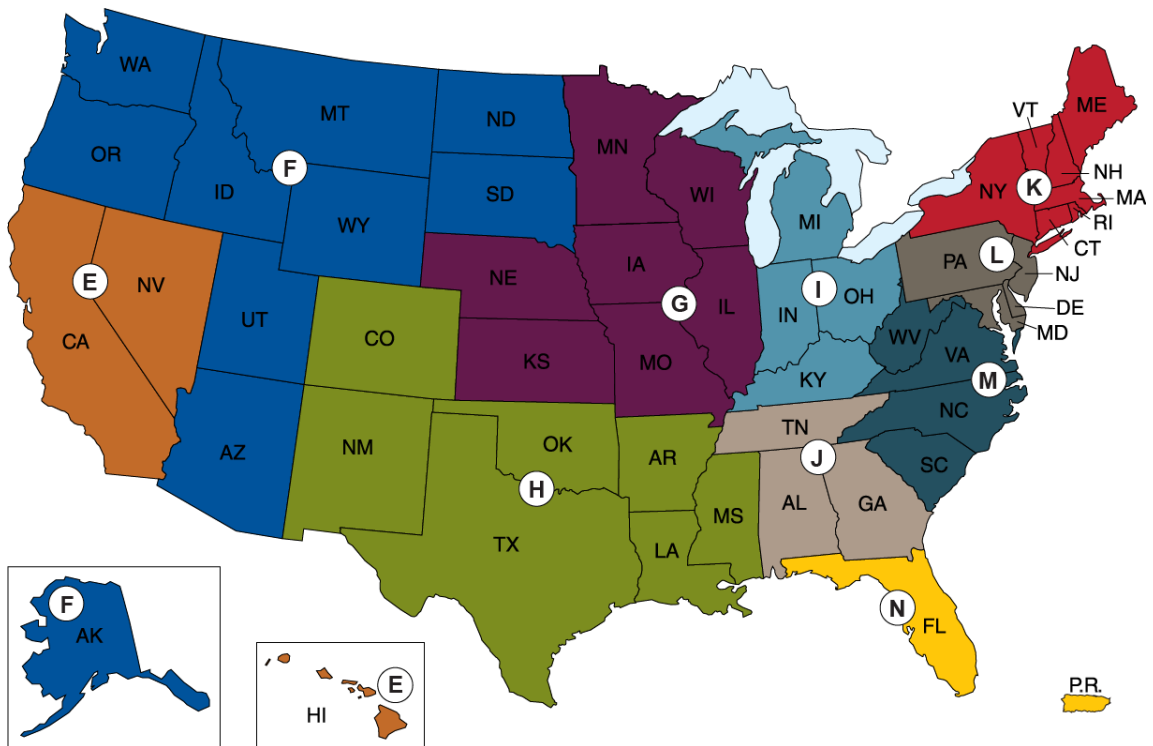 WA
MT
ND
MN
OR
ID
F
SD
WY
WI
MI
VT
ME
NY
K
NH
MA
RI
CT
E
NV
CA
UT
CO
NE
IA
G
IL
KS
MO
IN
I
OH
KY
PA
L
NJ
DE
MD
WV
VA
M
NC
SC
AZ
NM
OK
H
TX
AR
LA
MS
TN
J
AL
GA
N
FL
F
AK
E
HI
P.R.